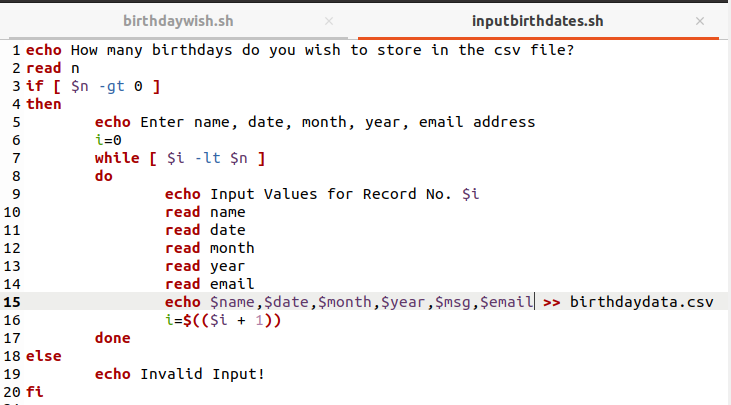 birthdaywish.sh × inputbirthdates.sh ×
1 echo How many birthdays do you wish to store in the csv file?
2 read n
3 if [ $n -gt 0 ]
4 then
5 echo Enter name, date, month, year, email address
6 i=0
7 while [ $i -lt $n ]
8 do
9 echo Input Values for Record No. $i
10 read name
11 read date
12 read month
13 read year
14 read email
15 echo $name,$date,$month,$year,$msg,$email >> birthdaydata.csv
16 i=$(($i + 1))
17 done
18 else
19 echo Invalid Input!
20 fi